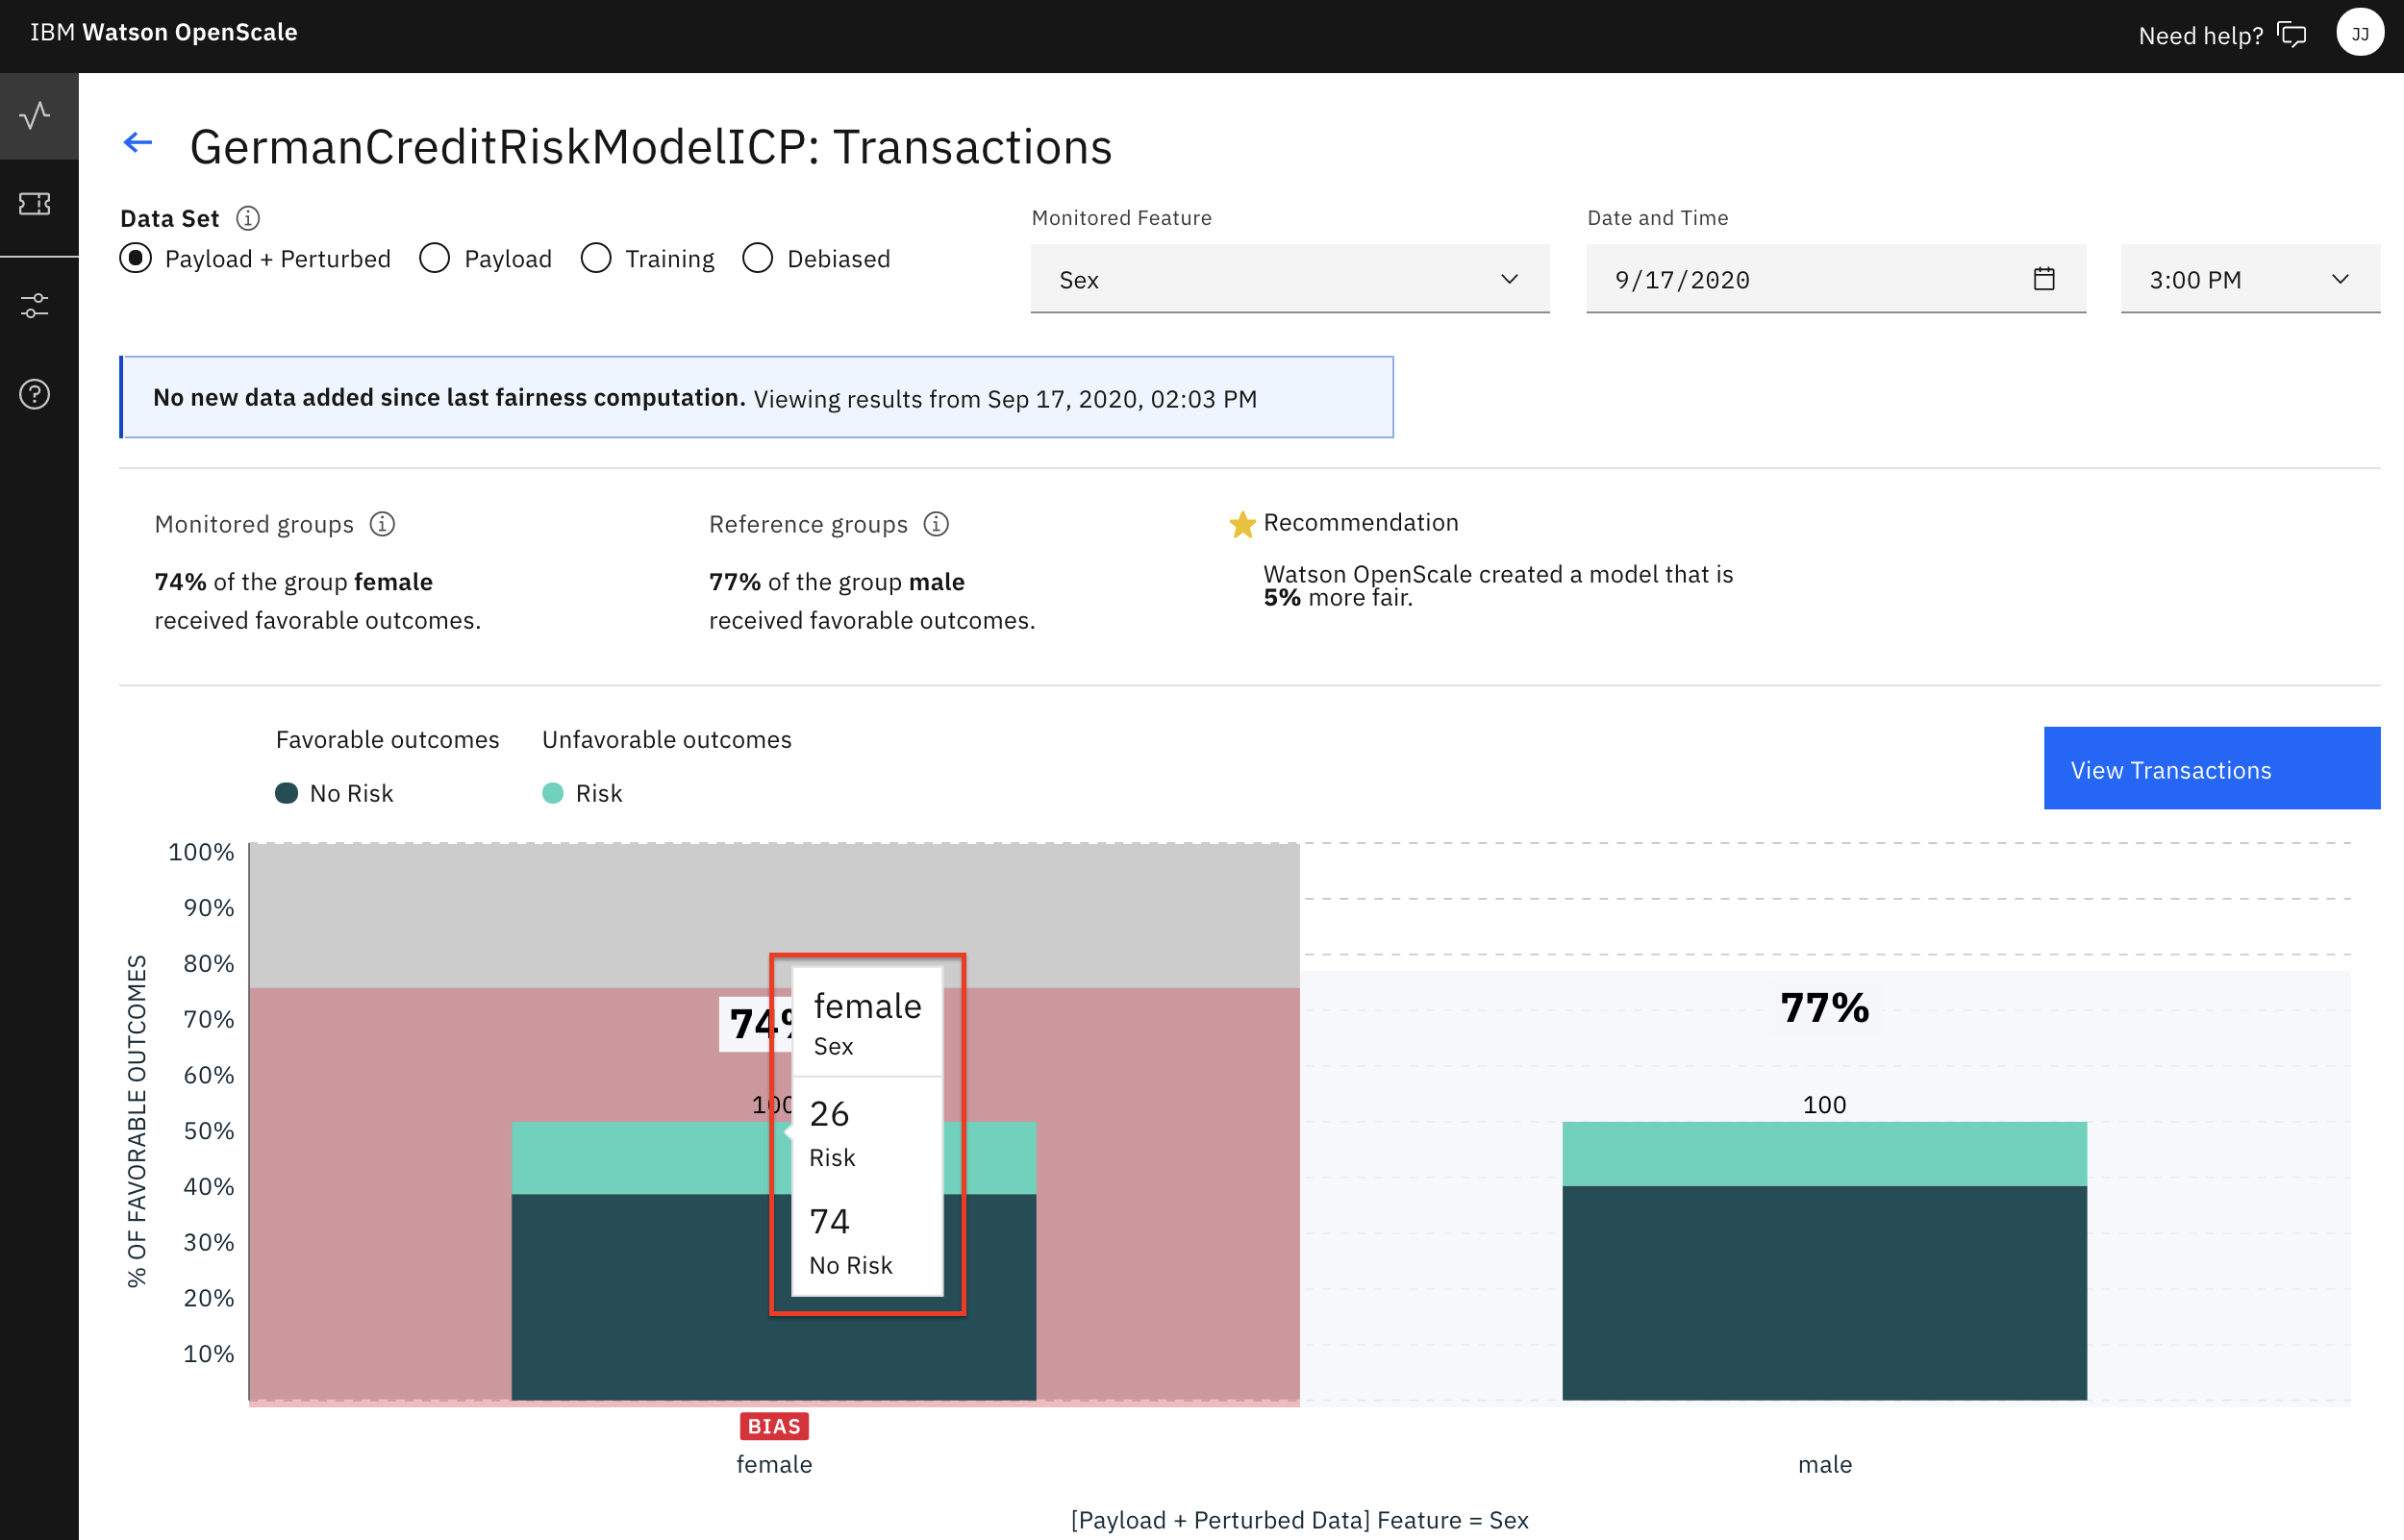 IBM Watson OpenScale
Need help?
JJ
GermanCreditRiskModelICP: Transactions
Data Set
Payload + Perturbed
Payload
Training
Debiased
Monitored Feature
Sex
Date and Time
9/17/2020
3:00 PM
No new data added since last fairness computation. Viewing results from Sep 17, 2020, 02:03 PM
Monitored groups
74% of the group female
received favorable outcomes.
Reference groups
77% of the group male
received favorable outcomes.
Recommendation
Watson OpenScale created a model that is
5% more fair.
Favorable outcomes
No Risk
Unfavorable outcomes
Risk
View Transactions
% OF FAVORABLE OUTCOMES
100%
90%
80%
70%
60%
50%
40%
30%
20%
10%
74%
100
female
Sex
26
Risk
74
No Risk
77%
100
BIAS
female
male
[Payload + Perturbed Data] Feature = Sex